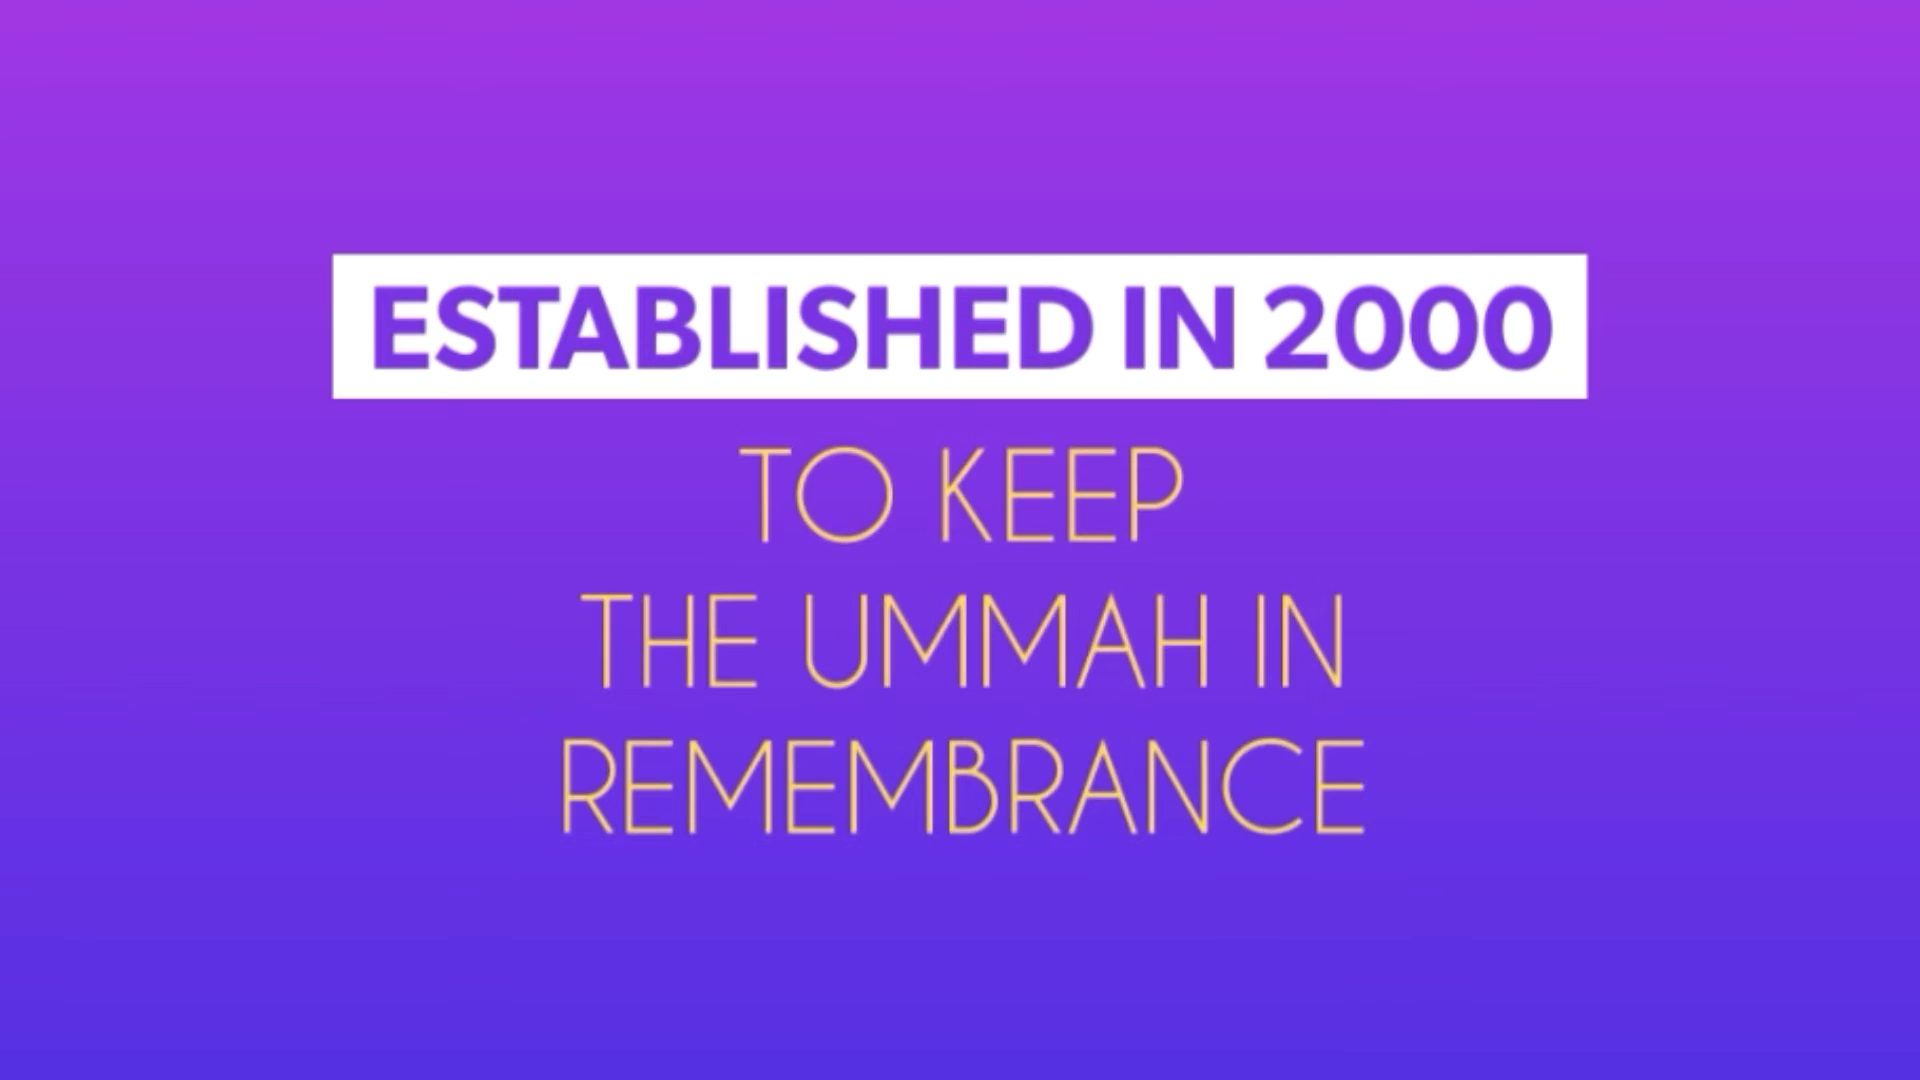 ESTABLISHED IN 2000
TO KEEP
THE UMMAH IN
REMEMBRANCE